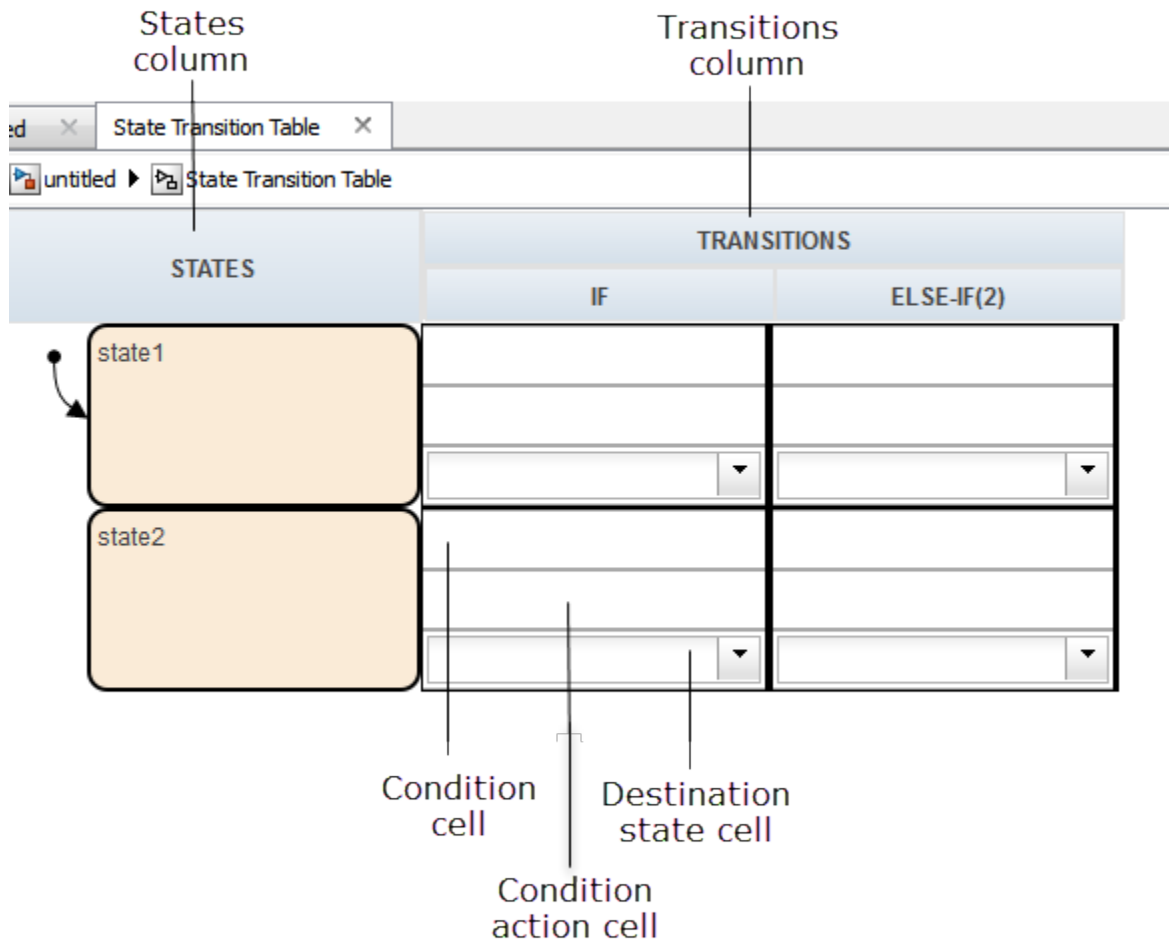 States
column
Transitions
column
ed
State Transition Table
untitled
State Transition Table
STATES
TRANSITIONS
IF
ELSE-IF(2)
state1
state2
Condition
cell
Destination
state cell
Condition
action cell